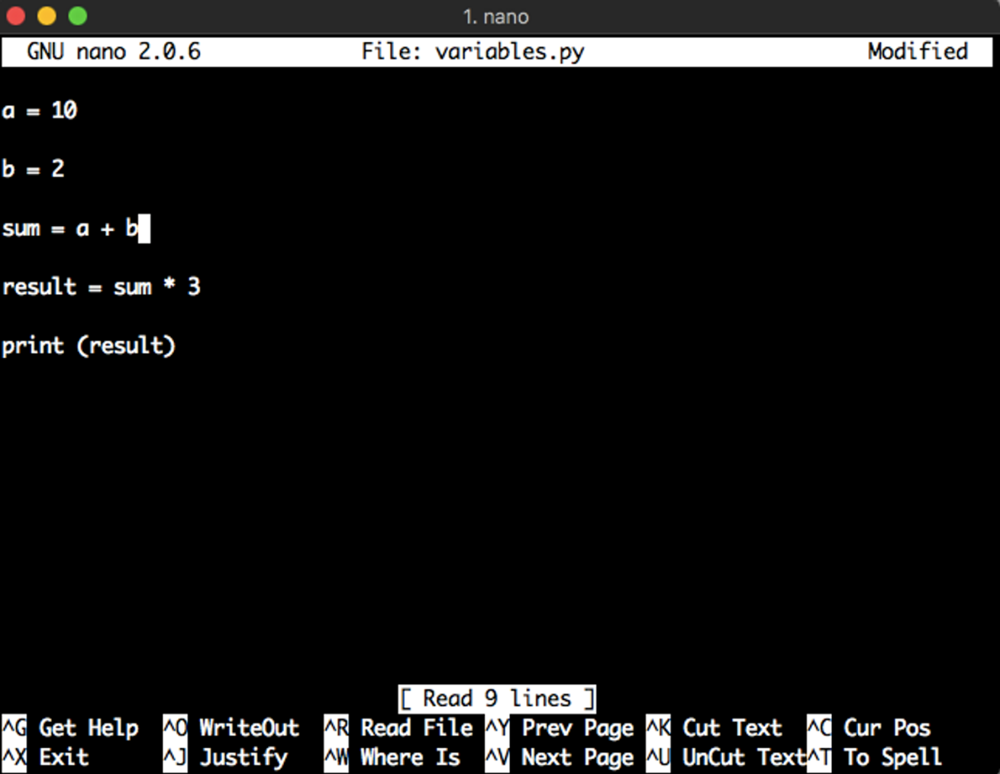 1. nano
GNU nano 2.0.6 File: variables.py Modified
a = 10
b = 2
sum = a + b
result = sum * 3
print (result)
[ Read 9 lines ]
^G Get Help ^O WriteOut ^R Read File ^Y Prev Page ^K Cut Text ^C Cur Pos
^X Exit ^J Justify ^W Where Is ^V Next Page ^U UnCut Text ^T To Spell